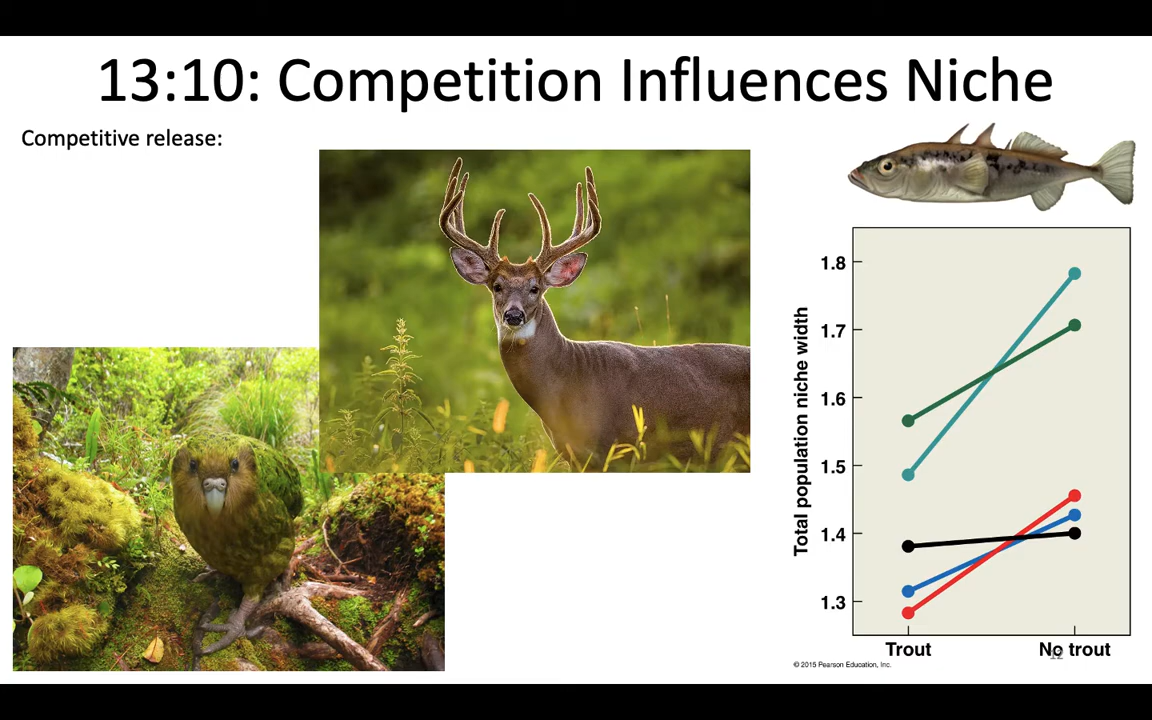 13:10: Competition Influences Niche
Competitive release:
Total population niche width
1.8
1.7
1.6
1.5
1.4
1.3
Trout
No trout
12
© 2015 Pearson Education, Inc.